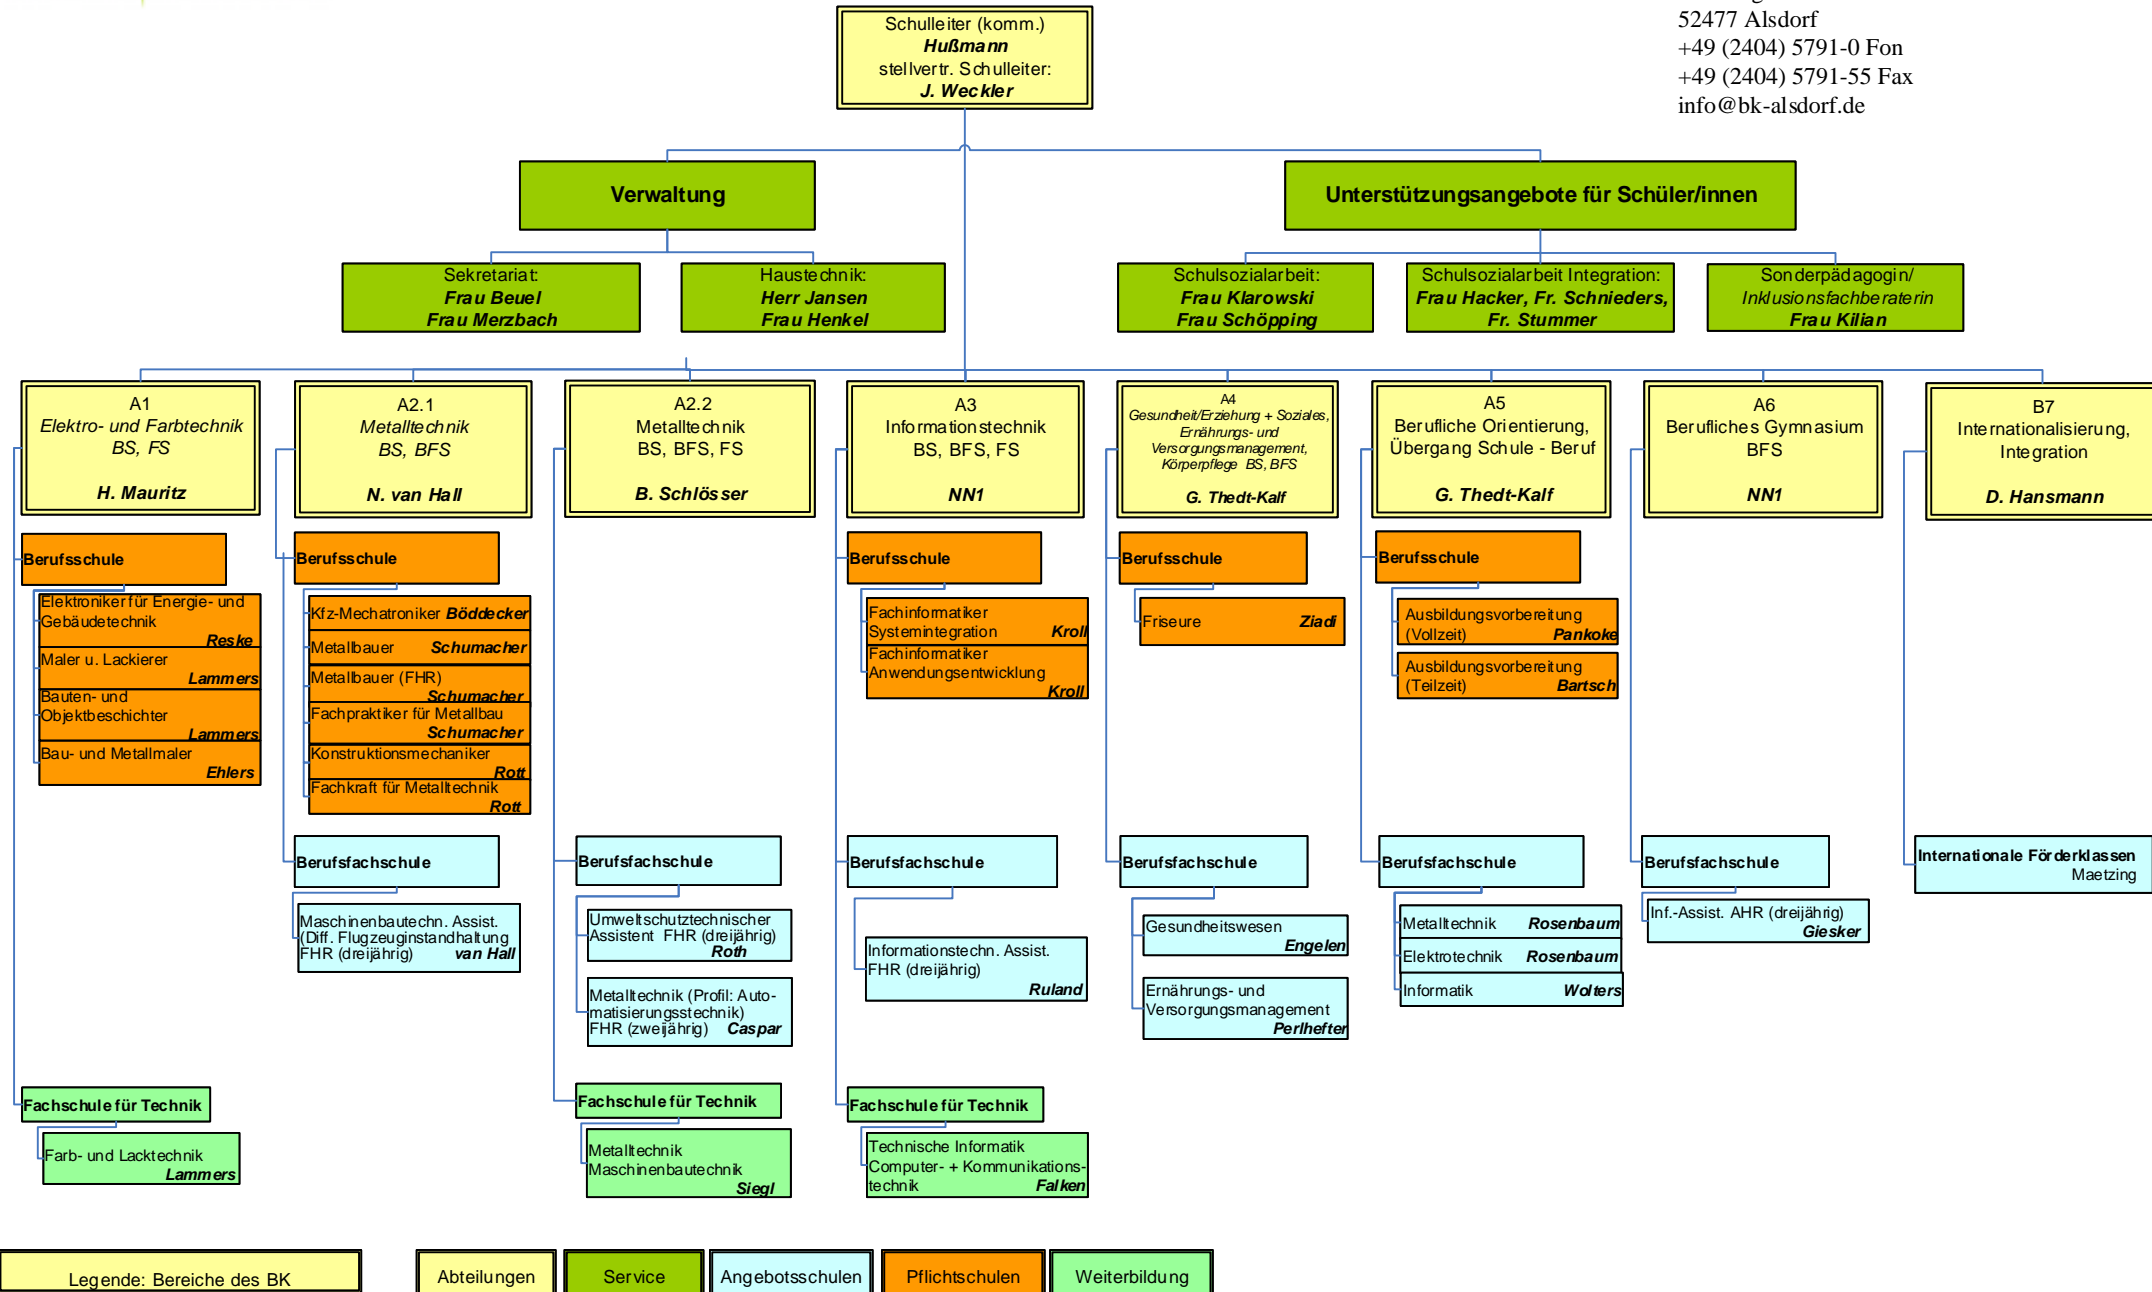 52477 Alsdorf
+49 (2404) 5791-0 Fon
+49 (2404) 5791-55 Fax
info@bk-alsdorf.de
Schulleiter (komm.)
Hußmann
stellvertr. Schulleiter:
J. Weckler
Verwaltung
Unterstützungsangebote für Schüler/innen
Sekretariat:
Frau Beuel
Frau Merzbach
Haustechnik:
Herr Jansen
Frau Henkel
Schulsozialarbeit:
Frau Klarowski
Frau Schöpping
Schulsozialarbeit Integration:
Frau Hacker, Fr. Schnieders,
Fr. Stummer
Sonderpädagogin/
Inklusionsfachberaterin
Frau Kilian
A1
Elektro- und Farbtechnik
BS, FS
H. Mauritz
A2.1
Metalltechnik
BS, BFS
N. van Hall
A2.2
Metalltechnik
BS, BFS, FS
B. Schlösser
A3
Informationstechnik
BS, BFS, FS
NN1
A4
Gesundheit/Erziehung + Soziales,
Ernährungs- und
Versorgungsmanagement,
Körperpflege BS, BFS
G. Thedt-Kalf
A5
Berufliche Orientierung,
Übergang Schule - Beruf
G. Thedt-Kalf
A6
Berufliches Gymnasium
BFS
NN1
B7
Internationalisierung,
Integration
D. Hansmann
Berufsschule
Elektroniker für Energie- und
Gebäudetechnik
Reske
Maler u. Lackierer
Lammers
Bauten- und
Objektbeschichter
Lammers
Bau- und Metallmaler
Ehlers
Berufsschule
Kfz-Mechatroniker Böddecker
Metallbauer Schumacher
Metallbauer (FHR)
Schumacher
Fachpraktiker für Metallbau
Schumacher
Konstruktionsmechaniker
Rott
Fachkraft für Metalltechnik
Rott
Berufsschule
Fachinformatiker
Systemintegration Kroll
Fachinformatiker
Anwendungsentwicklung
Kroll
Berufsschule
Friseure Ziadi
Berufsschule
Ausbildungsvorbereitung
(Vollzeit) Pankoke
Ausbildungsvorbereitung
(Teilzeit) Bartsch
Berufsfachschule
Maschinenbautechn. Assist.
(Diff. Flugzeuginstandhaltung
FHR (dreijährig) van Hall
Berufsfachschule
Umweltschutztechnischer
Assistent FHR (dreijährig)
Roth
Metalltechnik (Profil: Auto-
matisierungsstechnik)
FHR (zweijährig) Caspar
Berufsfachschule
Informationstechn. Assist.
FHR (dreijährig)
Ruland
Berufsfachschule
Gesundheitswesen
Engelen
Ernährungs- und
Versorgungsmanagement
Perlhefter
Berufsfachschule
Metalltechnik Rosenbaum
Elektrotechnik Rosenbaum
Informatik Wolters
Berufsfachschule
Inf.-Assist. AHR (dreijährig)
Giesker
Internationale Förderklassen
Maetzing
Fachschule für Technik
Farb- und Lacktechnik
Lammers
Fachschule für Technik
Metalltechnik
Maschinenbautechnik
Siegl
Fachschule für Technik
Technische Informatik
Computer- + Kommunikations-
technik Falken
Legende: Bereiche des BK
Abteilungen
Service
Angebotsschulen
Pflichtschulen
Weiterbildung